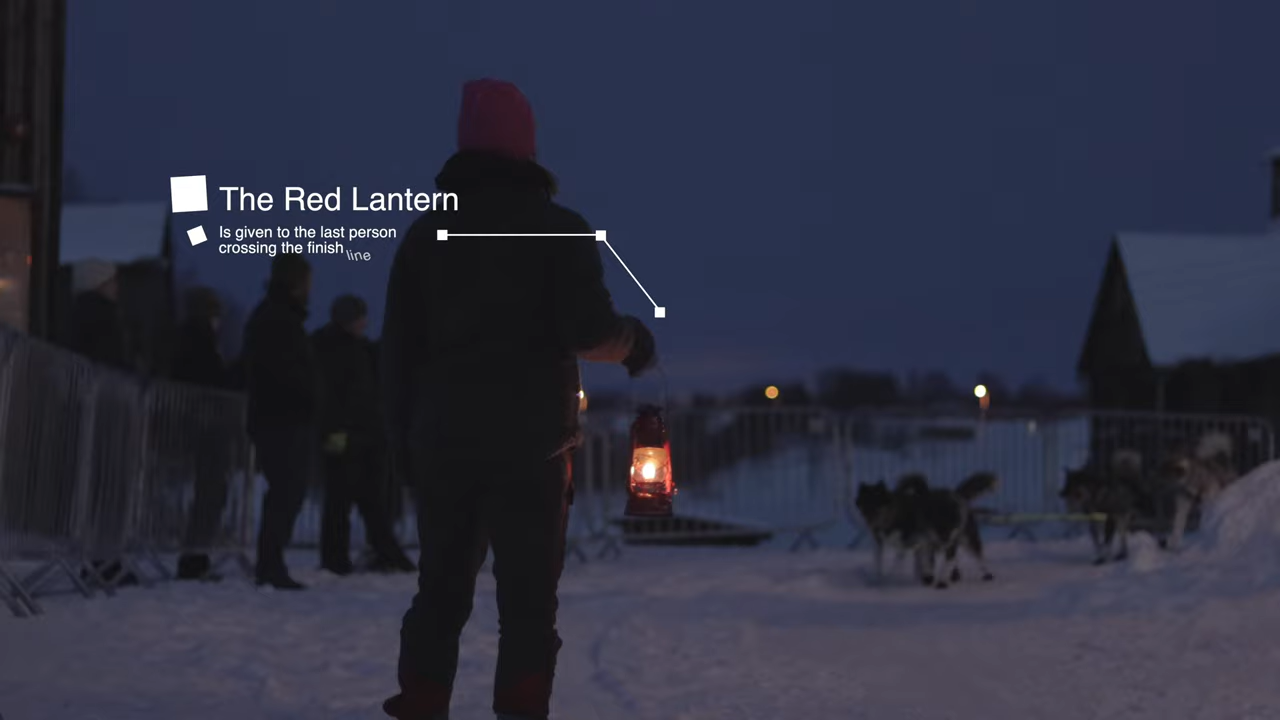 The Red Lantern
Is given to the last person
crossing the finish line